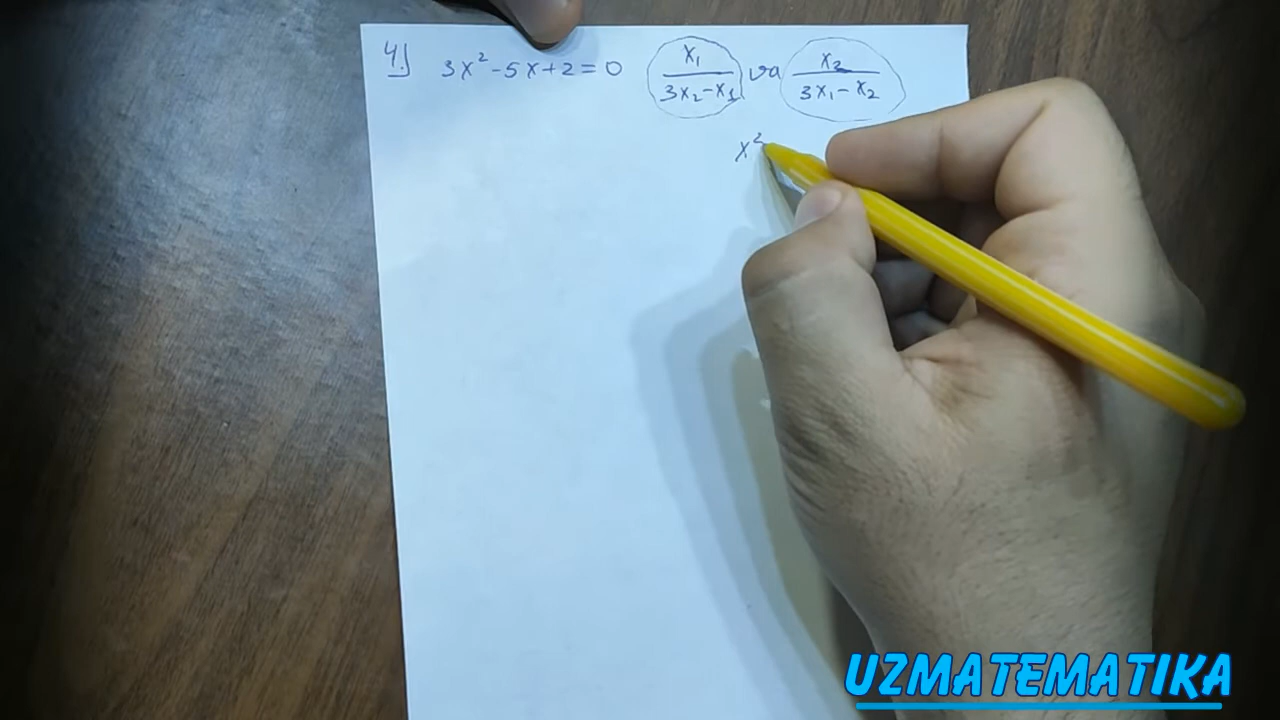 4.) 3x² - 5x + 2 = 0 x₁/(3x₂ - x₁) va x₂/(3x₁ - x₂)
x²
UZMATEMATIKA